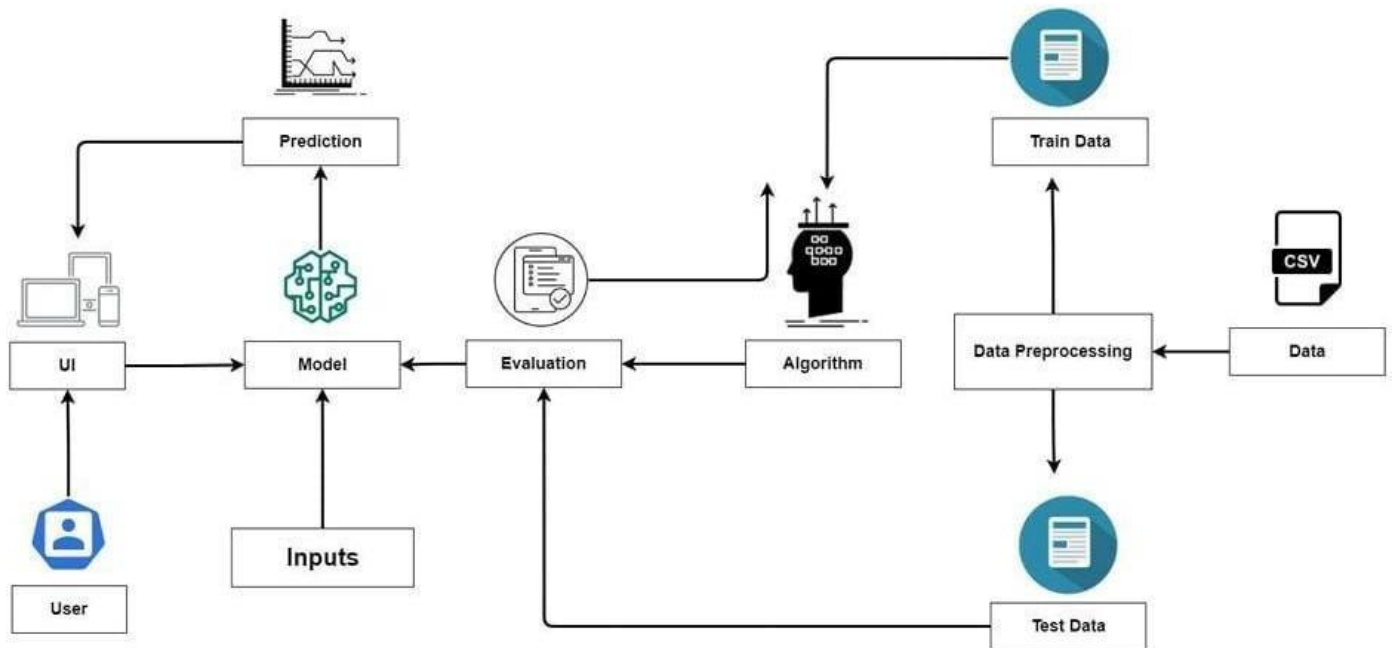 Prediction
Train Data
CSV
UI
Model
Evaluation
Algorithm
Data Preprocessing
Data
Inputs
User
Test Data